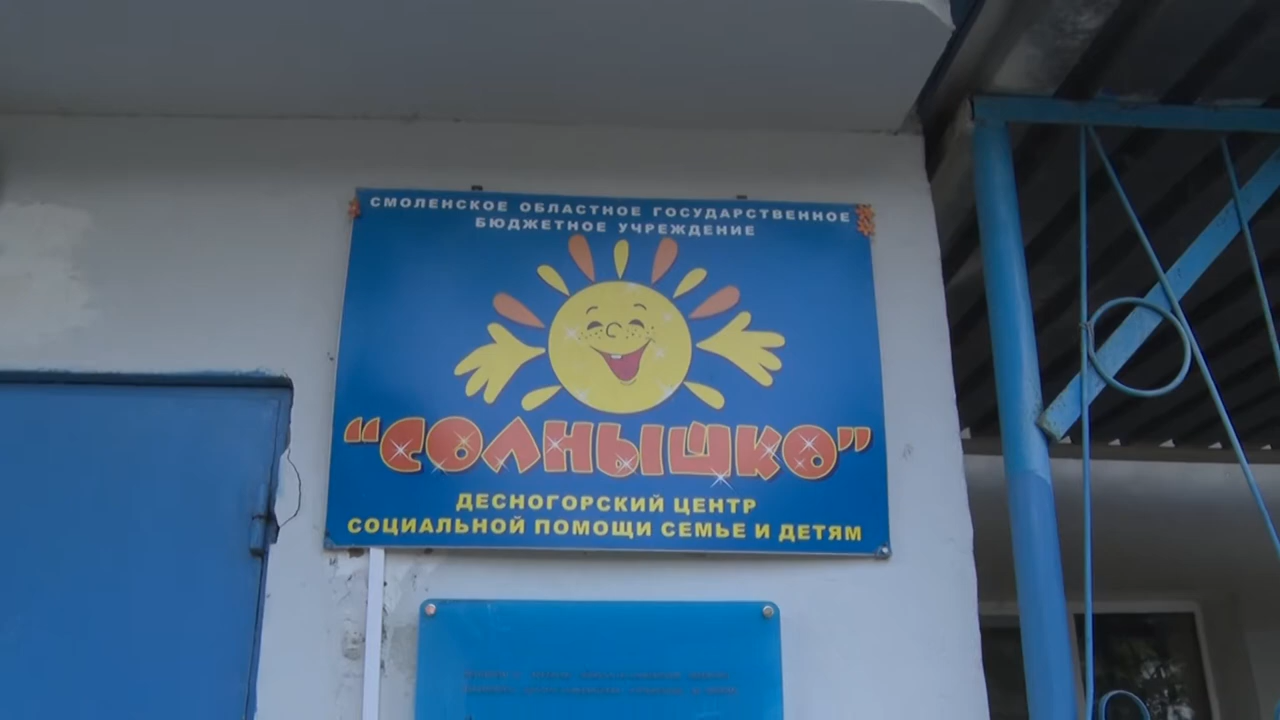 СМОЛЕНСКОЕ ОБЛАСТНОЕ ГОСУДАРСТВЕННОЕ
БЮДЖЕТНОЕ УЧРЕЖДЕНИЕ
“СОЛНЫШКО”
ДЕСНОГОРСКИЙ ЦЕНТР
СОЦИАЛЬНОЙ ПОМОЩИ СЕМЬЕ И ДЕТЯМ